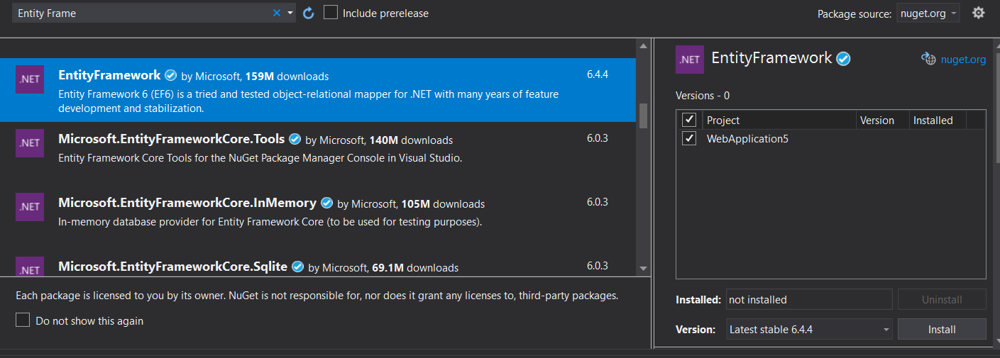 Entity Frame
Include prerelease
Package source: nuget.org
.NET
EntityFramework by Microsoft, 159M downloads
6.4.4
Entity Framework 6 (EF6) is a tried and tested object-relational mapper for .NET with many years of feature
development and stabilization.
.NET
Microsoft.EntityFrameworkCore.Tools by Microsoft, 140M downloads
6.0.3
Entity Framework Core Tools for the NuGet Package Manager Console in Visual Studio.
.NET
Microsoft.EntityFrameworkCore.InMemory by Microsoft, 105M downloads
6.0.3
In-memory database provider for Entity Framework Core (to be used for testing purposes).
.NET
Microsoft.EntityFrameworkCore.Sqlite by Microsoft, 69.1M downloads
6.0.3
Each package is licensed to you by its owner. NuGet is not responsible for, nor does it grant any licenses to, third-party packages.
Do not show this again
.NET
EntityFramework
nuget.org
Versions - 0
Project Version Installed
WebApplication5
Installed: not installed Uninstall
Version: Latest stable 6.4.4 Install